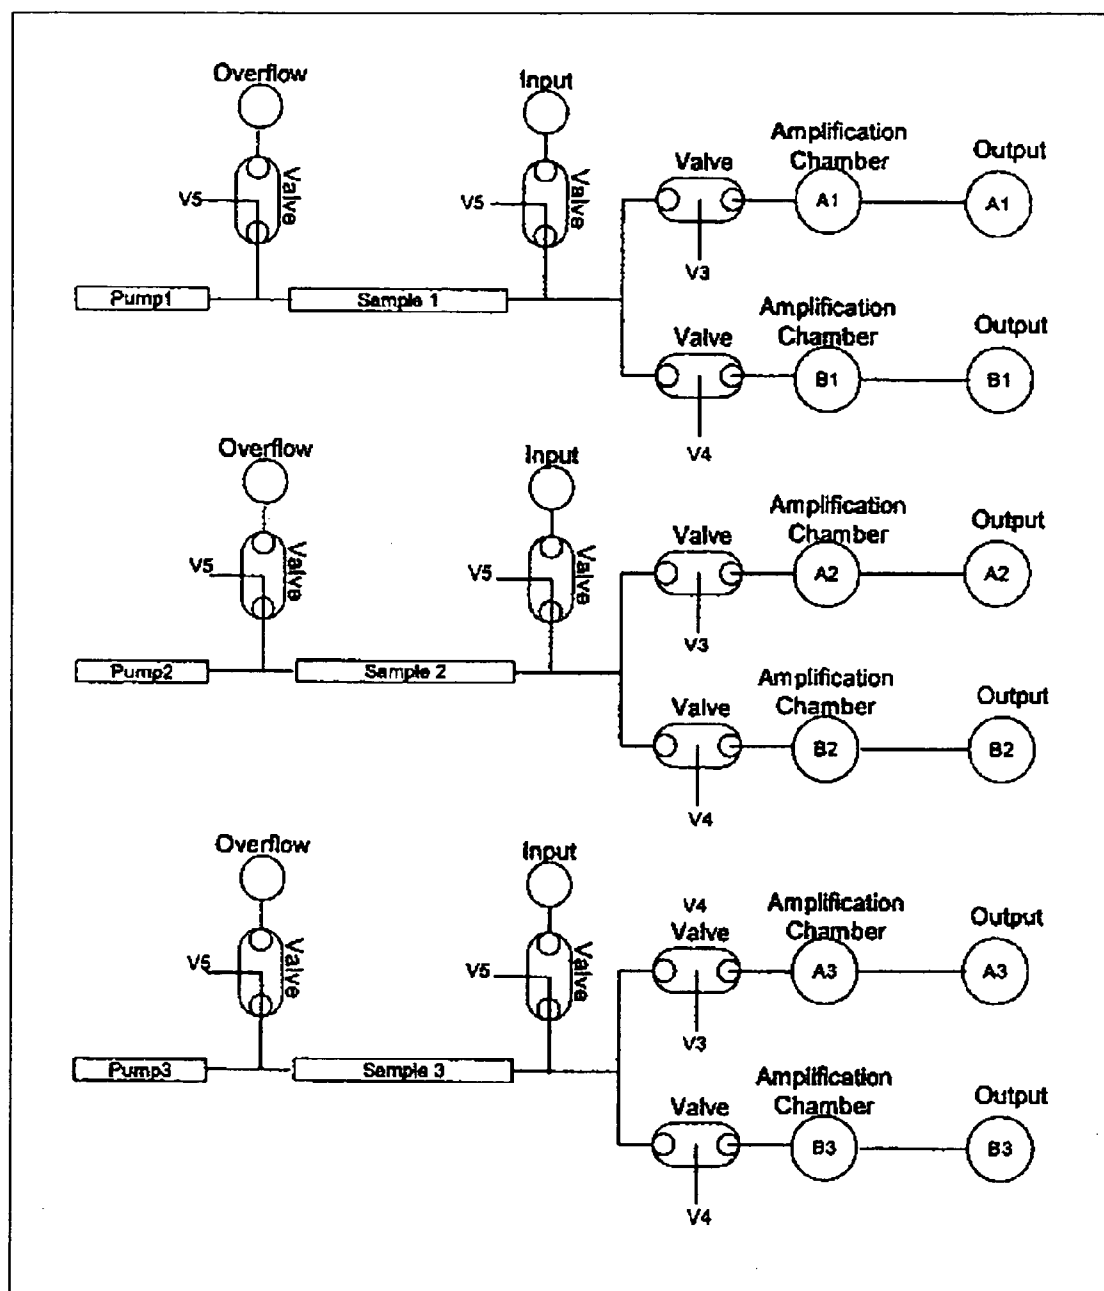 Overflow
Input
Amplification
Chamber
Output
Valve
Valve
Valve
V5
V5
A1
A1
V3
Pump1
Sample 1
Amplification
Chamber
Output
Valve
B1
B1
V4
Overflow
Input
Amplification
Chamber
Output
Valve
Valve
Valve
V5
V5
A2
A2
V3
Pump2
Sample 2
Amplification
Chamber
Output
Valve
B2
B2
V4
Overflow
Input
V4
Amplification
Chamber
Output
Valve
Valve
Valve
V5
V5
A3
A3
V3
Pump3
Sample 3
Amplification
Chamber
Output
Valve
B3
B3
V4